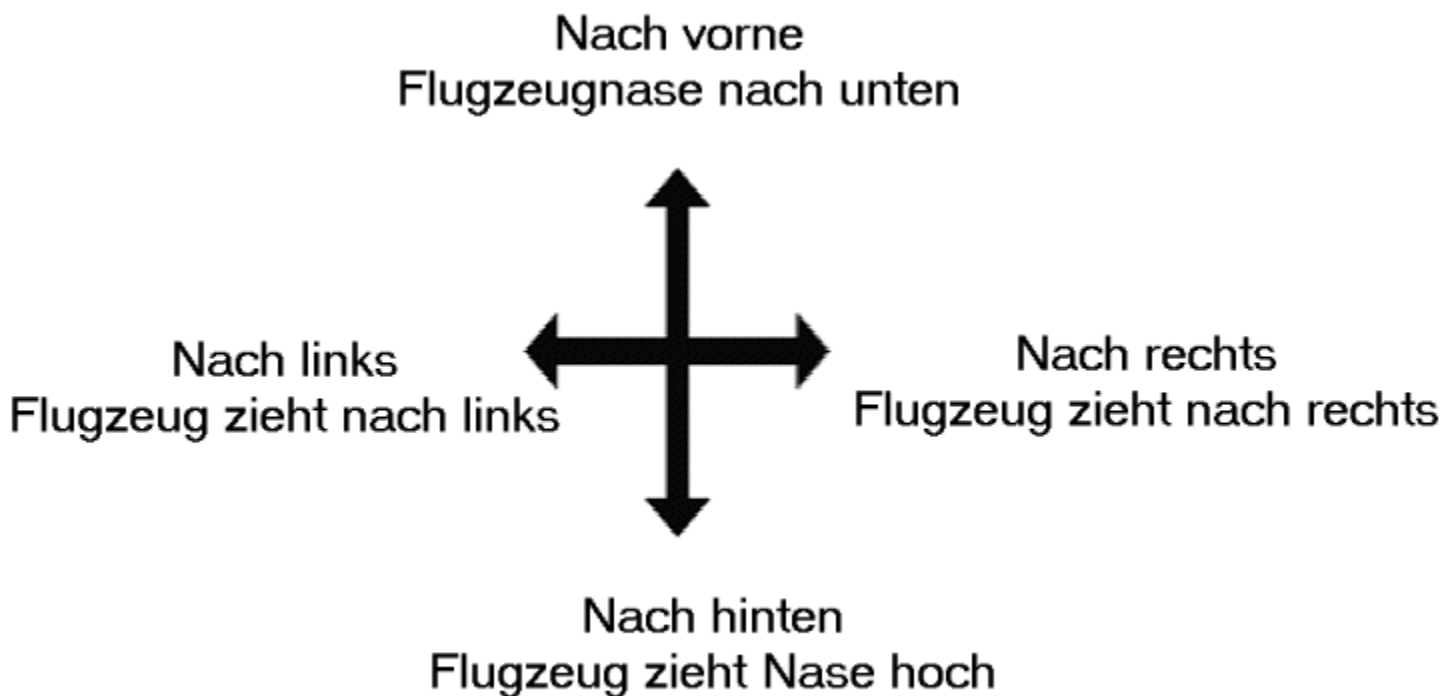 Nach vorne
Flugzeugnase nach unten
Nach links
Flugzeug zieht nach links
Nach rechts
Flugzeug zieht nach rechts
Nach hinten
Flugzeug zieht Nase hoch